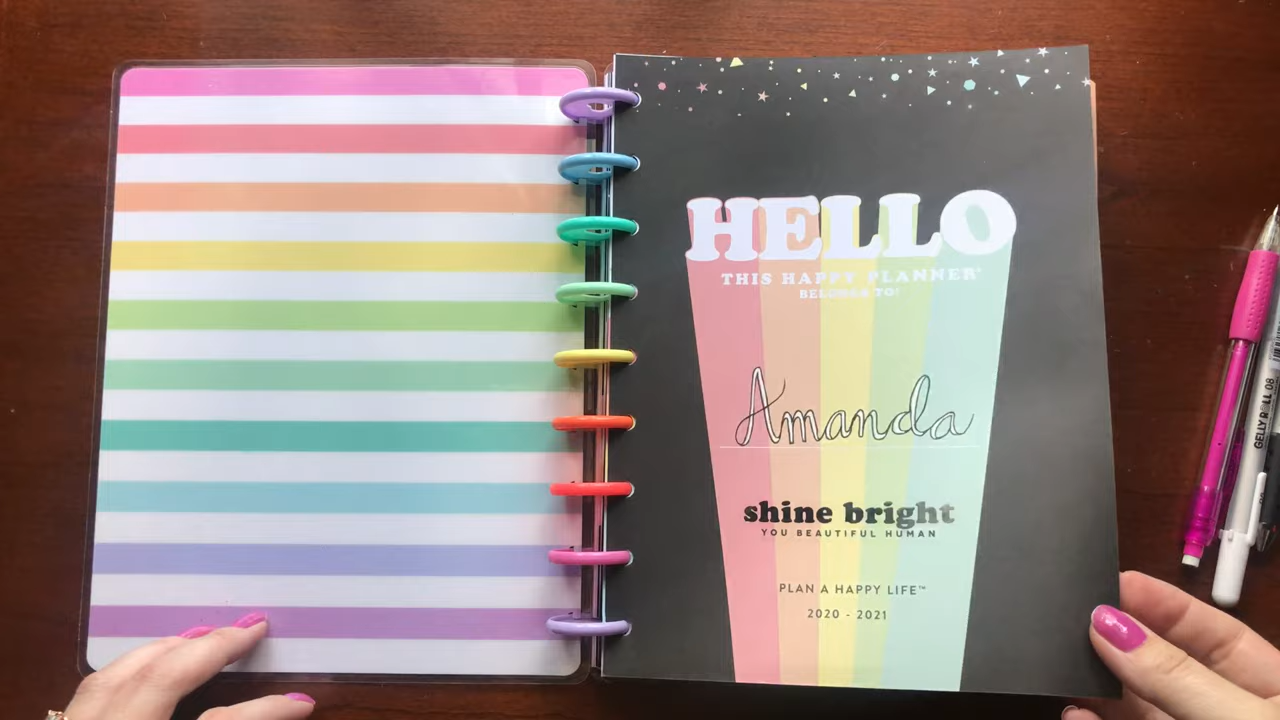 HELLO
THIS HAPPY PLANNER®
BELONGS TO:
Amanda
shine bright
YOU BEAUTIFUL HUMAN
PLAN A HAPPY LIFE™
2020 - 2021
GELLY ROLL 08